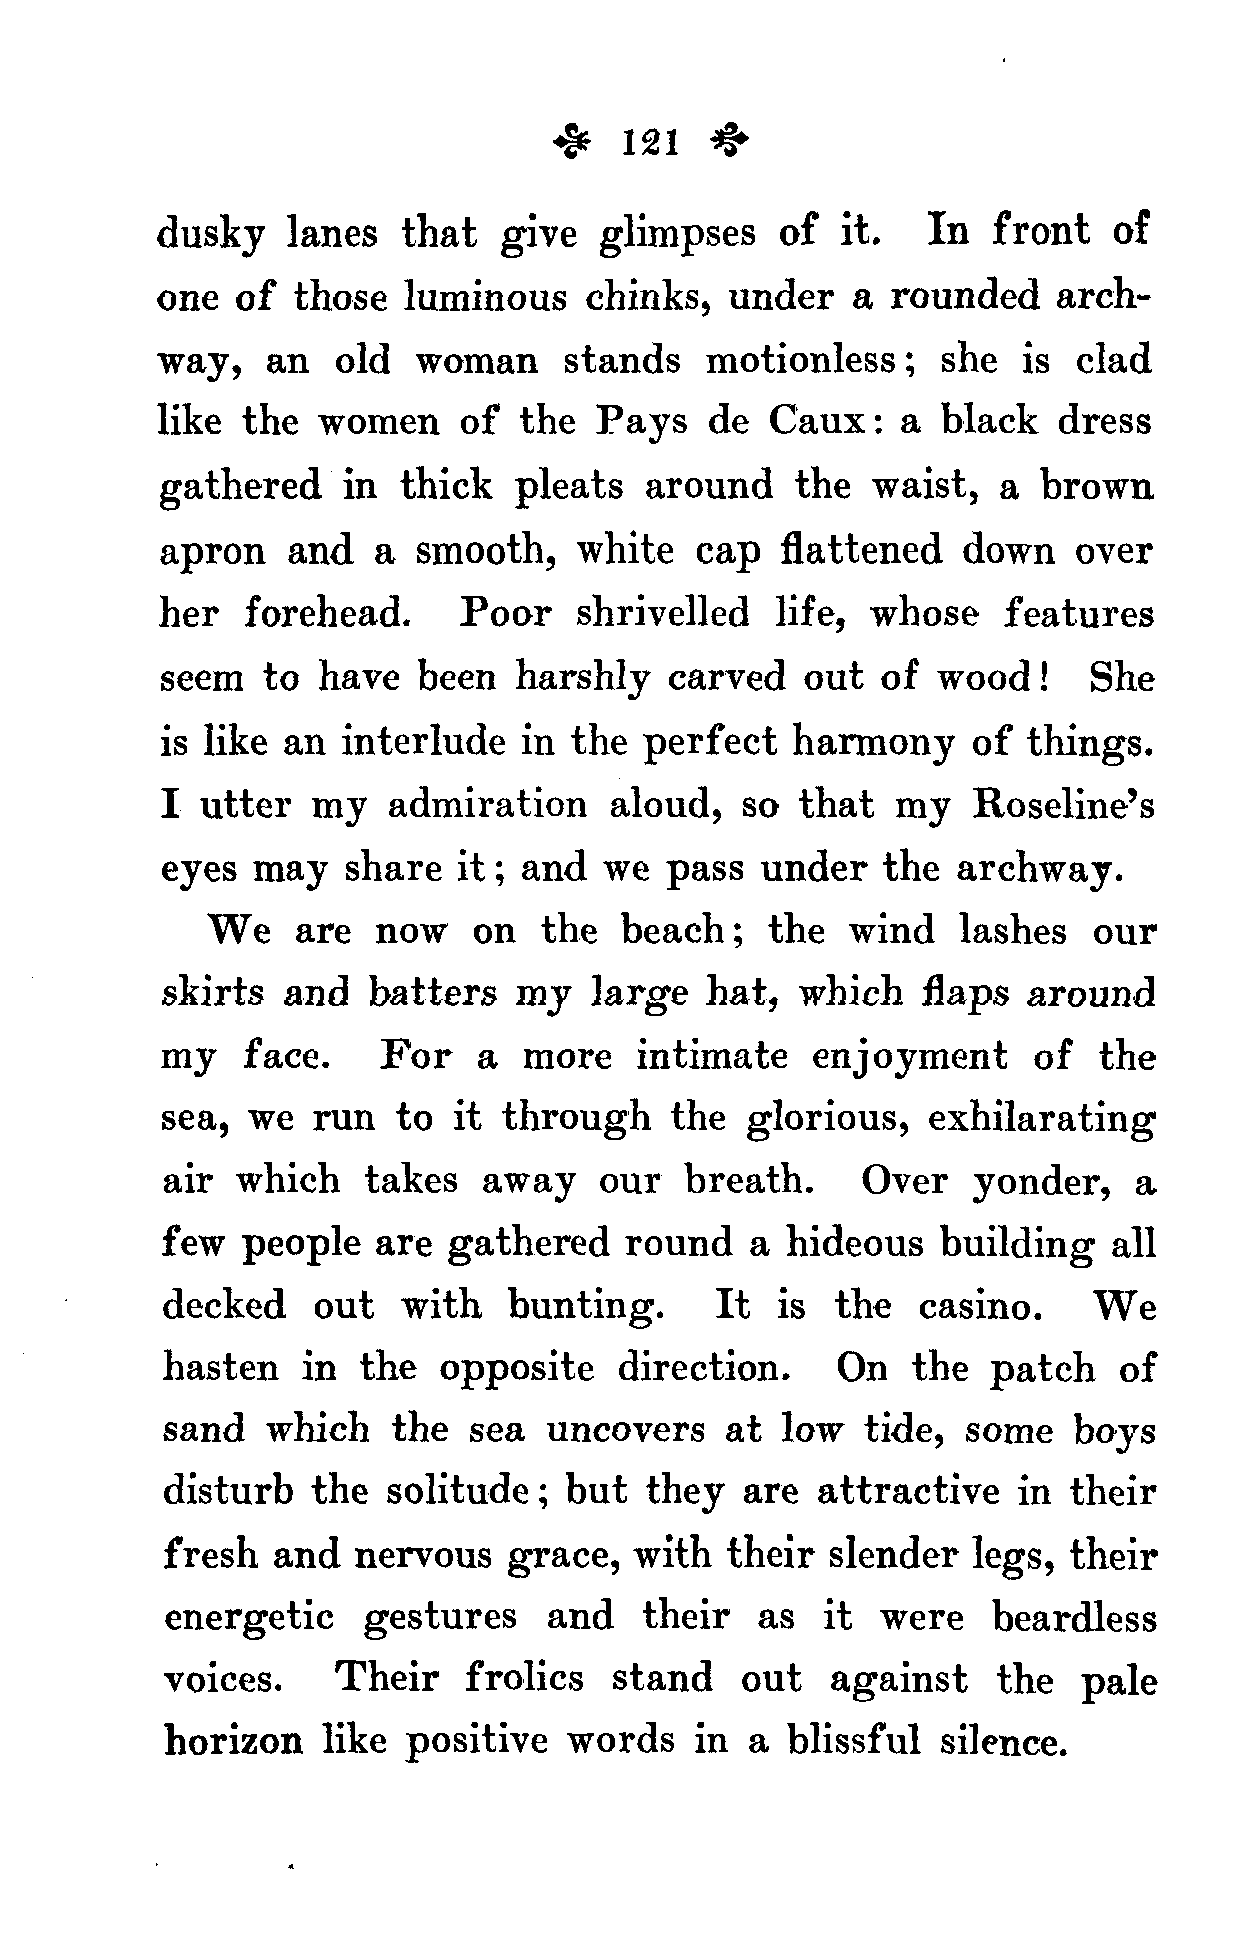 121
dusky lanes that give glimpses of it. In front of
one of those luminous chinks, under a rounded arch-
way, an old woman stands motionless; she is clad
like the women of the Pays de Caux: a black dress
gathered in thick pleats around the waist, a brown
apron and a smooth, white cap flattened down over
her forehead. Poor shrivelled life, whose features
seem to have been harshly carved out of wood! She
is like an interlude in the perfect harmony of things.
I utter my admiration aloud, so that my Roseline's
eyes may share it; and we pass under the archway.
We are now on the beach; the wind lashes our
skirts and batters my large hat, which flaps around
my face. For a more intimate enjoyment of the
sea, we run to it through the glorious, exhilarating
air which takes away our breath. Over yonder, a
few people are gathered round a hideous building all
decked out with bunting. It is the casino. We
hasten in the opposite direction. On the patch of
sand which the sea uncovers at low tide, some boys
disturb the solitude; but they are attractive in their
fresh and nervous grace, with their slender legs, their
energetic gestures and their as it were beardless
voices. Their frolics stand out against the pale
horizon like positive words in a blissful silence.